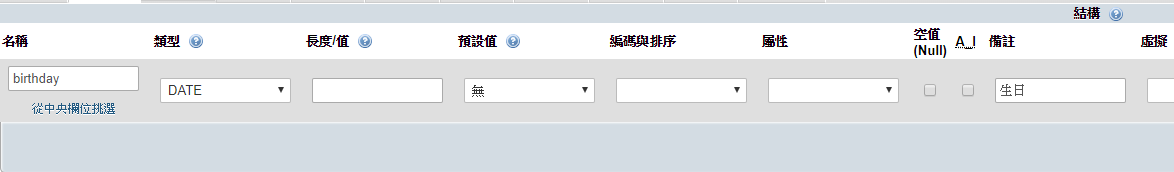 結構
名稱 類型 長度/值 預設值 編碼與排序 屬性 空值 (Null) A_I 備註 虛擬
birthday DATE 無 生日
從中央欄位挑選